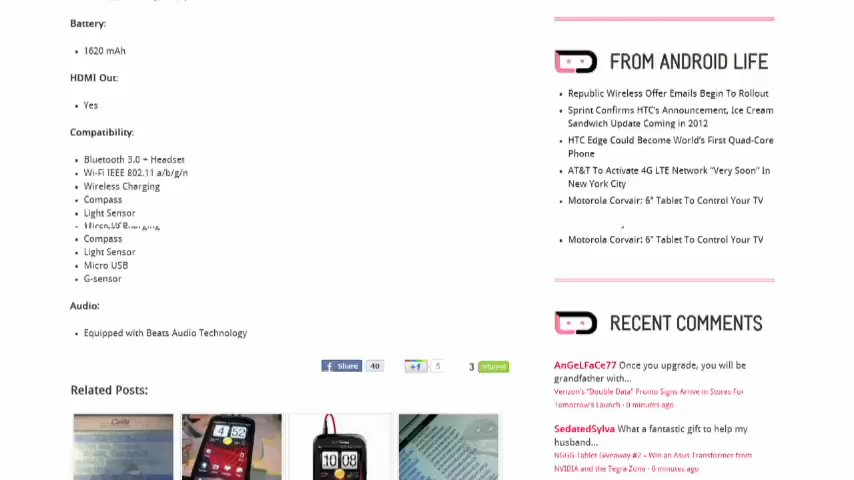 Battery:
1620 mAh
HDMI Out:
Yes
Compatibility:
Bluetooth 3.0 + Headset
Wi-Fi IEEE 802.11 a/b/g/n
Wireless Charging
Compass
Light Sensor
Compass
Light Sensor
Micro USB
G-sensor
Audio:
Equipped with Beats Audio Technology
Share 40 +1 5 3 retweet
Related Posts:
4 52
10 08
FROM ANDROID LIFE
Republic Wireless Offer Emails Begin To Rollout
Sprint Confirms HTC's Announcement, Ice Cream
Sandwich Update Coming in 2012
HTC Edge Could Become World's First Quad-Core
Phone
AT&T To Activate 4G LTE Network "Very Soon" In
New York City
Motorola Corvair: 6" Tablet To Control Your TV
Motorola Corvair: 6" Tablet To Control Your TV
RECENT COMMENTS
AnGeLFaCe77 Once you upgrade, you will be
grandfather with...
Verizon's "Double Data" Promo Signs Arrive in Stores For
Tomorrow's Launch · 0 minutes ago
SedatedSylva What a fantastic gift to help my
husband...
NGGG Tablet Giveaway #2 – Win an Asus Transformer from
NVIDIA and the Tegra Zone · 0 minutes ago